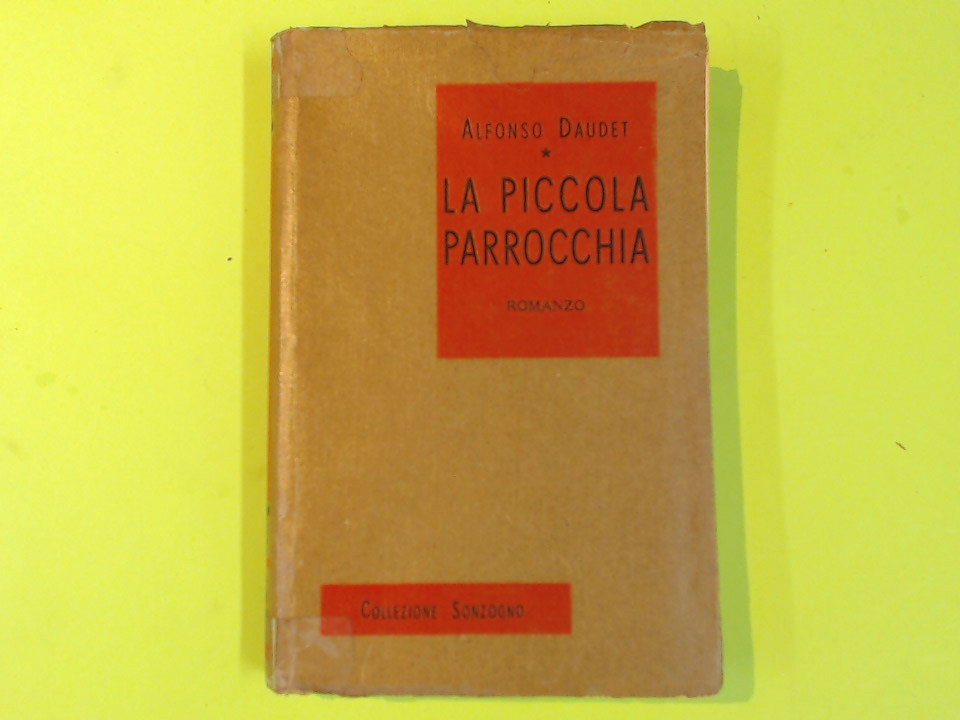 ALFONSO DAUDET
★
LA PICCOLA
PARROCCHIA
ROMANZO
COLLEZIONE SONZOGNO